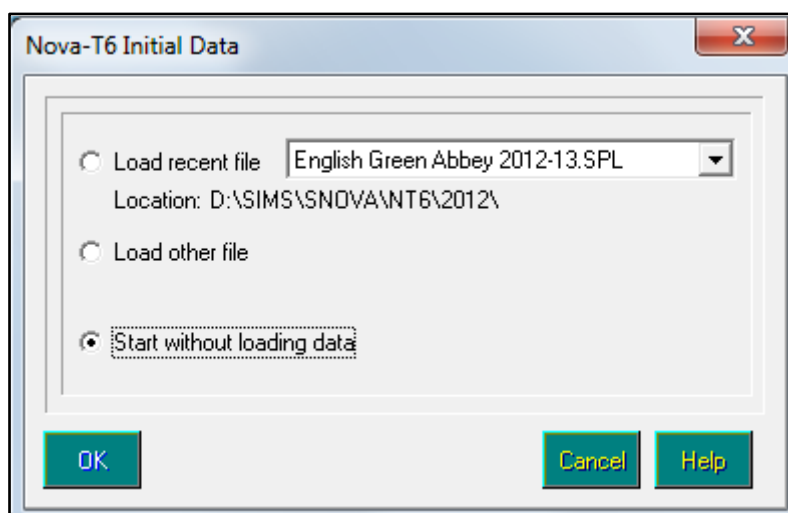 Nova-T6 Initial Data
Load recent file English Green Abbey 2012-13.SPL
Location: D:\SIMS\SNOVA\NT6\2012\
Load other file
Start without loading data
OK Cancel Help